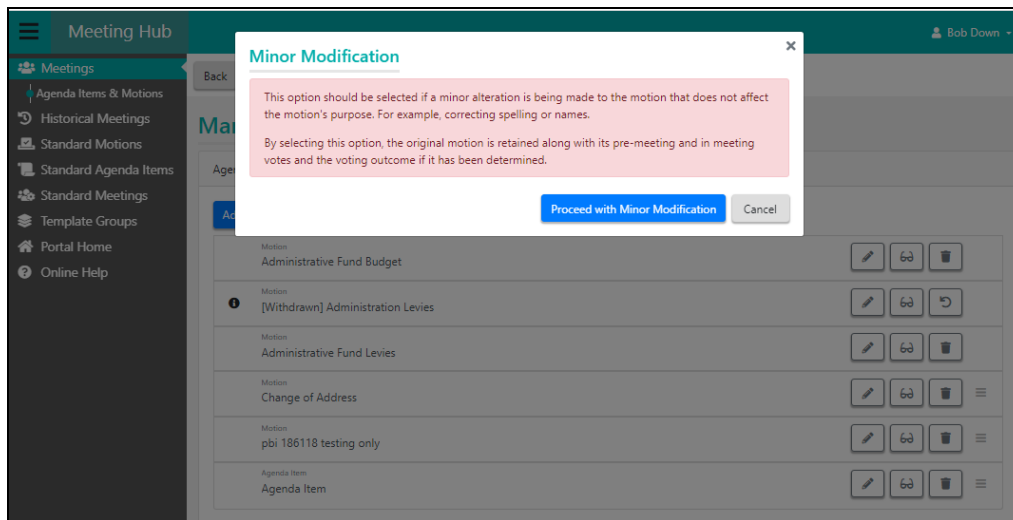 Meeting Hub
Bob Down
Meetings
Agenda Items & Motions
Historical Meetings
Standard Motions
Standard Agenda Items
Standard Meetings
Template Groups
Portal Home
Online Help
Back
Minor Modification
×
This option should be selected if a minor alteration is being made to the motion that does not affect
the motion's purpose. For example, correcting spelling or names.
By selecting this option, the original motion is retained along with its pre-meeting and in meeting
votes and the voting outcome if it has been determined.
Proceed with Minor Modification
Cancel
Motion
Administrative Fund Budget
Motion
[Withdrawn] Administration Levies
Motion
Administrative Fund Levies
Motion
Change of Address
Motion
pbi 186118 testing only
Agenda Item
Agenda Item